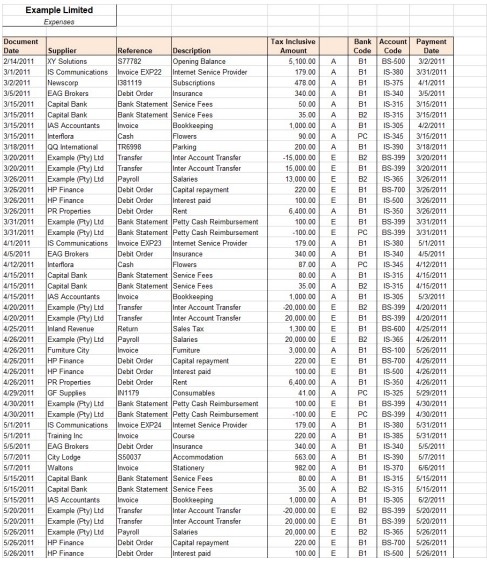 Example Limited
Expenses
Document Date Supplier Reference Description Tax Inclusive Amount Bank Code Account Code Payment Date
2/14/2011 XY Solutions S77782 Opening Balance 5,100.00 A B1 BS-500 3/2/2011
3/1/2011 IS Communications Invoice EXP22 Internet Service Provider 179.00 A B1 IS-380 3/31/2011
3/2/2011 Newscorp I381119 Subscriptions 478.00 A B1 IS-375 4/1/2011
3/5/2011 EAG Brokers Debit Order Insurance 340.00 A B1 IS-340 3/5/2011
3/15/2011 Capital Bank Bank Statement Service Fees 50.00 A B1 IS-315 3/15/2011
3/15/2011 Capital Bank Bank Statement Service Fees 35.00 A B2 IS-315 3/15/2011
3/15/2011 IAS Accountants Invoice Bookkeeping 1,000.00 A B1 IS-305 4/2/2011
3/15/2011 Interflora Cash Flowers 90.00 A PC IS-345 3/15/2011
3/18/2011 QQ International TR6998 Parking 200.00 A B1 IS-390 3/18/2011
3/20/2011 Example (Pty) Ltd Transfer Inter Account Transfer -15,000.00 E B2 BS-399 3/20/2011
3/20/2011 Example (Pty) Ltd Transfer Inter Account Transfer 15,000.00 E B1 BS-399 3/20/2011
3/26/2011 Example (Pty) Ltd Payroll Salaries 13,000.00 E B2 IS-365 3/26/2011
3/26/2011 HP Finance Debit Order Capital repayment 220.00 E B1 BS-700 3/26/2011
3/26/2011 HP Finance Debit Order Interest paid 100.00 E B1 IS-500 3/26/2011
3/26/2011 PR Properties Debit Order Rent 6,400.00 A B1 IS-350 3/26/2011
3/31/2011 Example (Pty) Ltd Bank Statement Petty Cash Reimbursement 100.00 E B1 BS-399 3/31/2011
3/31/2011 Example (Pty) Ltd Bank Statement Petty Cash Reimbursement -100.00 E PC BS-399 3/31/2011
4/1/2011 IS Communications Invoice EXP23 Internet Service Provider 179.00 A B1 IS-380 5/1/2011
4/5/2011 EAG Brokers Debit Order Insurance 340.00 A B1 IS-340 4/5/2011
4/12/2011 Interflora Cash Flowers 87.00 A PC IS-345 4/12/2011
4/15/2011 Capital Bank Bank Statement Service Fees 80.00 A B1 IS-315 4/15/2011
4/15/2011 Capital Bank Bank Statement Service Fees 35.00 A B2 IS-315 4/15/2011
4/15/2011 IAS Accountants Invoice Bookkeeping 1,000.00 A B1 IS-305 5/3/2011
4/20/2011 Example (Pty) Ltd Transfer Inter Account Transfer -20,000.00 E B2 BS-399 4/20/2011
4/20/2011 Example (Pty) Ltd Transfer Inter Account Transfer 20,000.00 E B1 BS-399 4/20/2011
4/25/2011 Inland Revenue Return Sales Tax 1,300.00 E B1 BS-600 4/25/2011
4/26/2011 Example (Pty) Ltd Payroll Salaries 20,000.00 E B2 IS-365 4/26/2011
4/26/2011 Furniture City Invoice Furniture 3,000.00 A B1 BS-100 5/26/2011
4/26/2011 HP Finance Debit Order Capital repayment 220.00 E B1 BS-700 4/26/2011
4/26/2011 HP Finance Debit Order Interest paid 100.00 E B1 IS-500 4/26/2011
4/26/2011 PR Properties Debit Order Rent 6,400.00 A B1 IS-350 4/26/2011
4/29/2011 GF Supplies IN1179 Consumables 41.00 A PC IS-325 5/29/2011
4/30/2011 Example (Pty) Ltd Bank Statement Petty Cash Reimbursement 100.00 E B1 BS-399 4/30/2011
4/30/2011 Example (Pty) Ltd Bank Statement Petty Cash Reimbursement -100.00 E PC BS-399 4/30/2011
5/1/2011 IS Communications Invoice EXP24 Internet Service Provider 179.00 A B1 IS-380 5/31/2011
5/1/2011 Training Inc Invoice Course 220.00 A B1 IS-385 5/31/2011
5/5/2011 EAG Brokers Debit Order Insurance 340.00 A B1 IS-340 5/5/2011
5/7/2011 City Lodge S50037 Accommodation 563.00 A B1 IS-390 5/7/2011
5/7/2011 Waltons Invoice Stationery 982.00 A B1 IS-370 6/6/2011
5/15/2011 Capital Bank Bank Statement Service Fees 80.00 A B1 IS-315 5/15/2011
5/15/2011 Capital Bank Bank Statement Service Fees 35.00 A B2 IS-315 5/15/2011
5/15/2011 IAS Accountants Invoice Bookkeeping 1,000.00 A B1 IS-305 6/2/2011
5/20/2011 Example (Pty) Ltd Transfer Inter Account Transfer -20,000.00 E B2 BS-399 5/20/2011
5/20/2011 Example (Pty) Ltd Transfer Inter Account Transfer 20,000.00 E B1 BS-399 5/20/2011
5/26/2011 Example (Pty) Ltd Payroll Salaries 20,000.00 E B2 IS-365 5/26/2011
5/26/2011 HP Finance Debit Order Capital repayment 220.00 E B1 BS-700 5/26/2011
5/26/2011 HP Finance Debit Order Interest paid 100.00 E B1 IS-500 5/26/2011